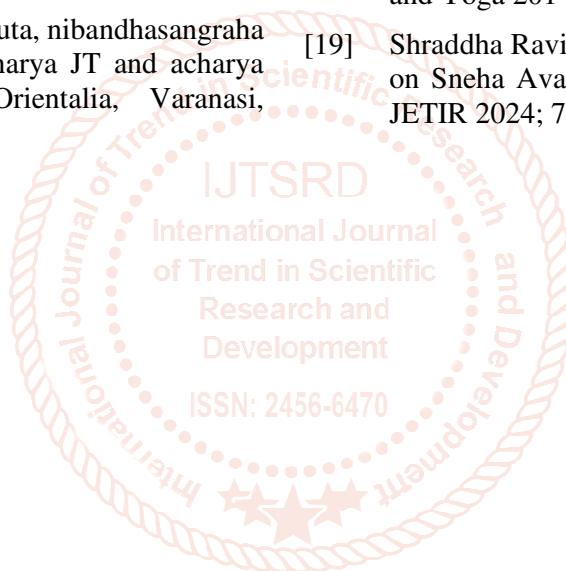 uta, nibandhasangraha
harya JT and acharya
Orientalia, Varanasi,
and Yoga 201
[19] Shraddha Ravi
on Sneha Ava
JETIR 2024; 7
International Journal of Trend in Scientific Research and Development
IJTSRD
International Journal
of Trend in Scientific
Research and
Development
ISSN: 2456-6470